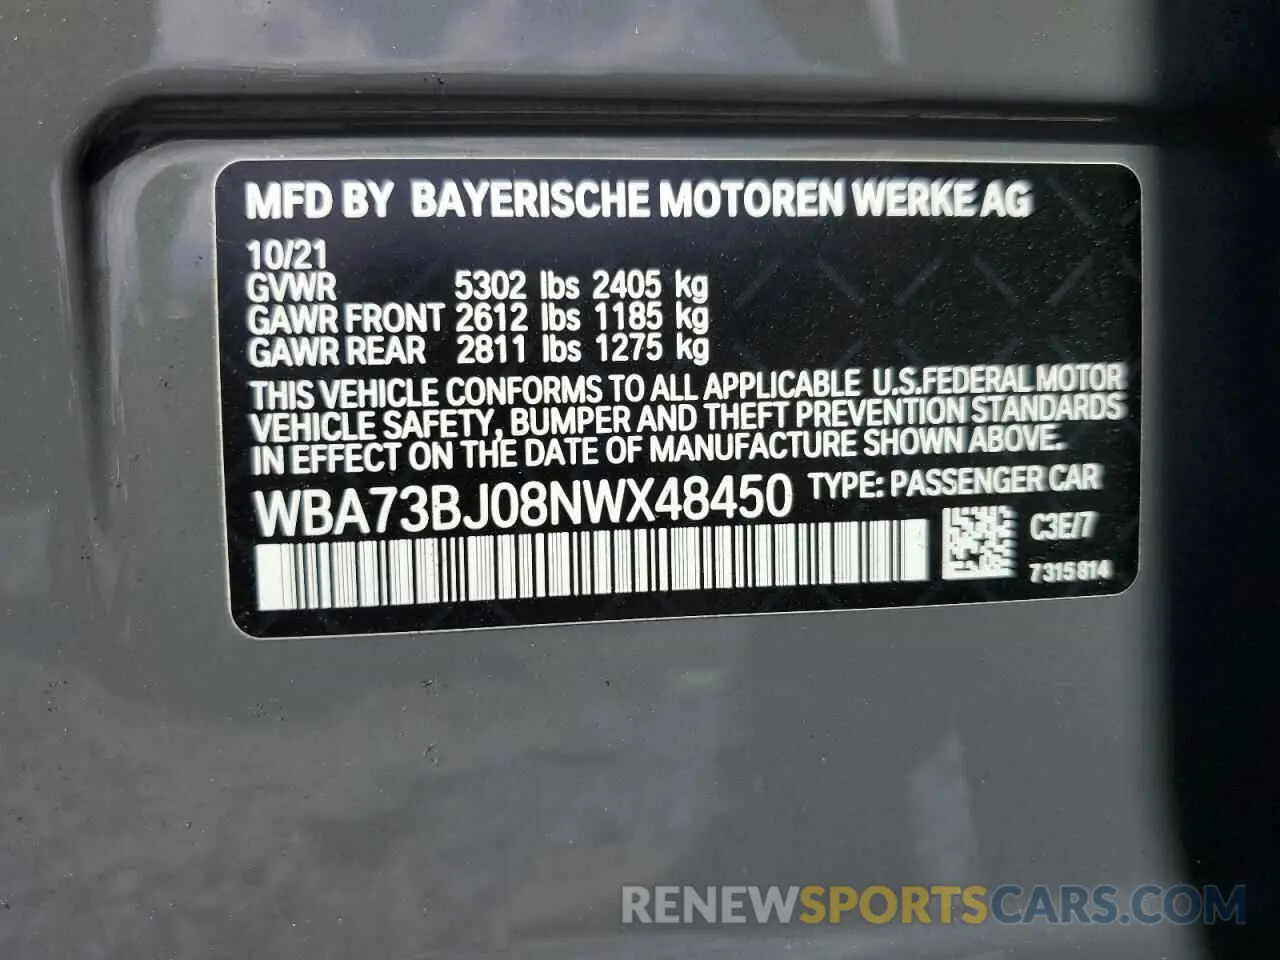 MFD BY BAYERISCHE MOTOREN WERKE AG
10/21
GVWR 5302 lbs 2405 kg
GAWR FRONT 2612 lbs 1185 kg
GAWR REAR 2811 lbs 1275 kg
THIS VEHICLE CONFORMS TO ALL APPLICABLE U.S.FEDERAL MOTOR
VEHICLE SAFETY, BUMPER AND THEFT PREVENTION STANDARDS
IN EFFECT ON THE DATE OF MANUFACTURE SHOWN ABOVE.
WBA73BJ08NWX48450 TYPE: PASSENGER CAR
C3E/7
7315814
RENEWSPORTSCARS.COM